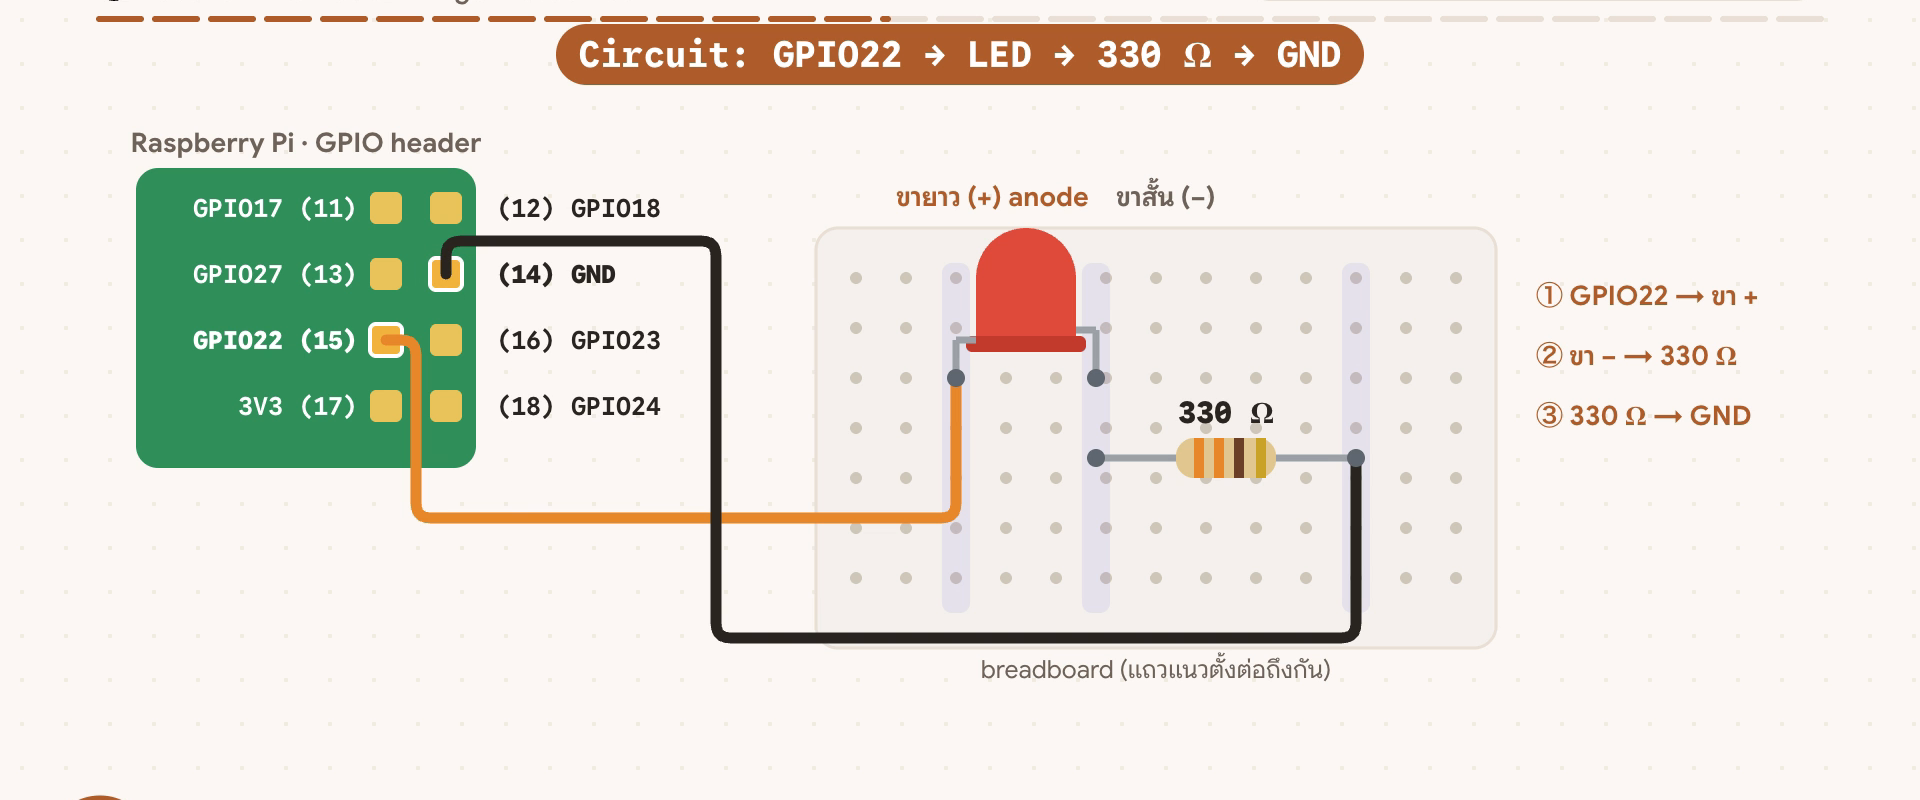 Circuit: GPIO22 → LED → 330 Ω → GND
Raspberry Pi · GPIO header
GPIO17 (11) (12) GPIO18
GPIO27 (13) (14) GND
GPIO22 (15) (16) GPIO23
3V3 (17) (18) GPIO24
ขายาว (+) anode ขาสั้น (–)
330 Ω
① GPIO22 → ขา +
② ขา – → 330 Ω
③ 330 Ω → GND
breadboard (แถวแนวตั้งต่อถึงกัน)